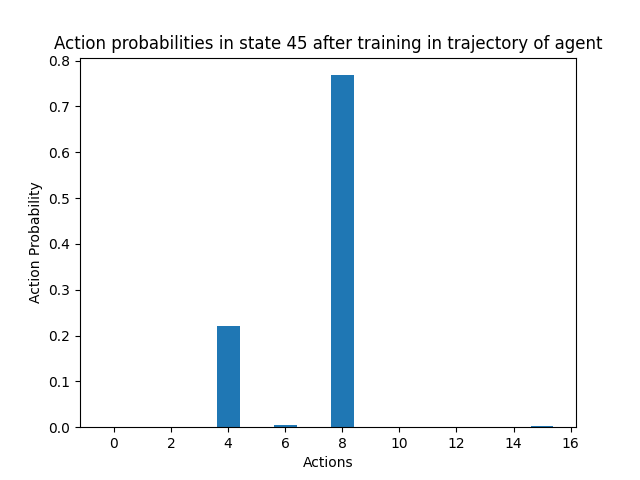 Action probabilities in state 45 after training in trajectory of agent
0.8
0.7
0.6
0.5
0.4
0.3
0.2
0.1
0.0
Action Probability
0 2 4 6 8 10 12 14 16
Actions